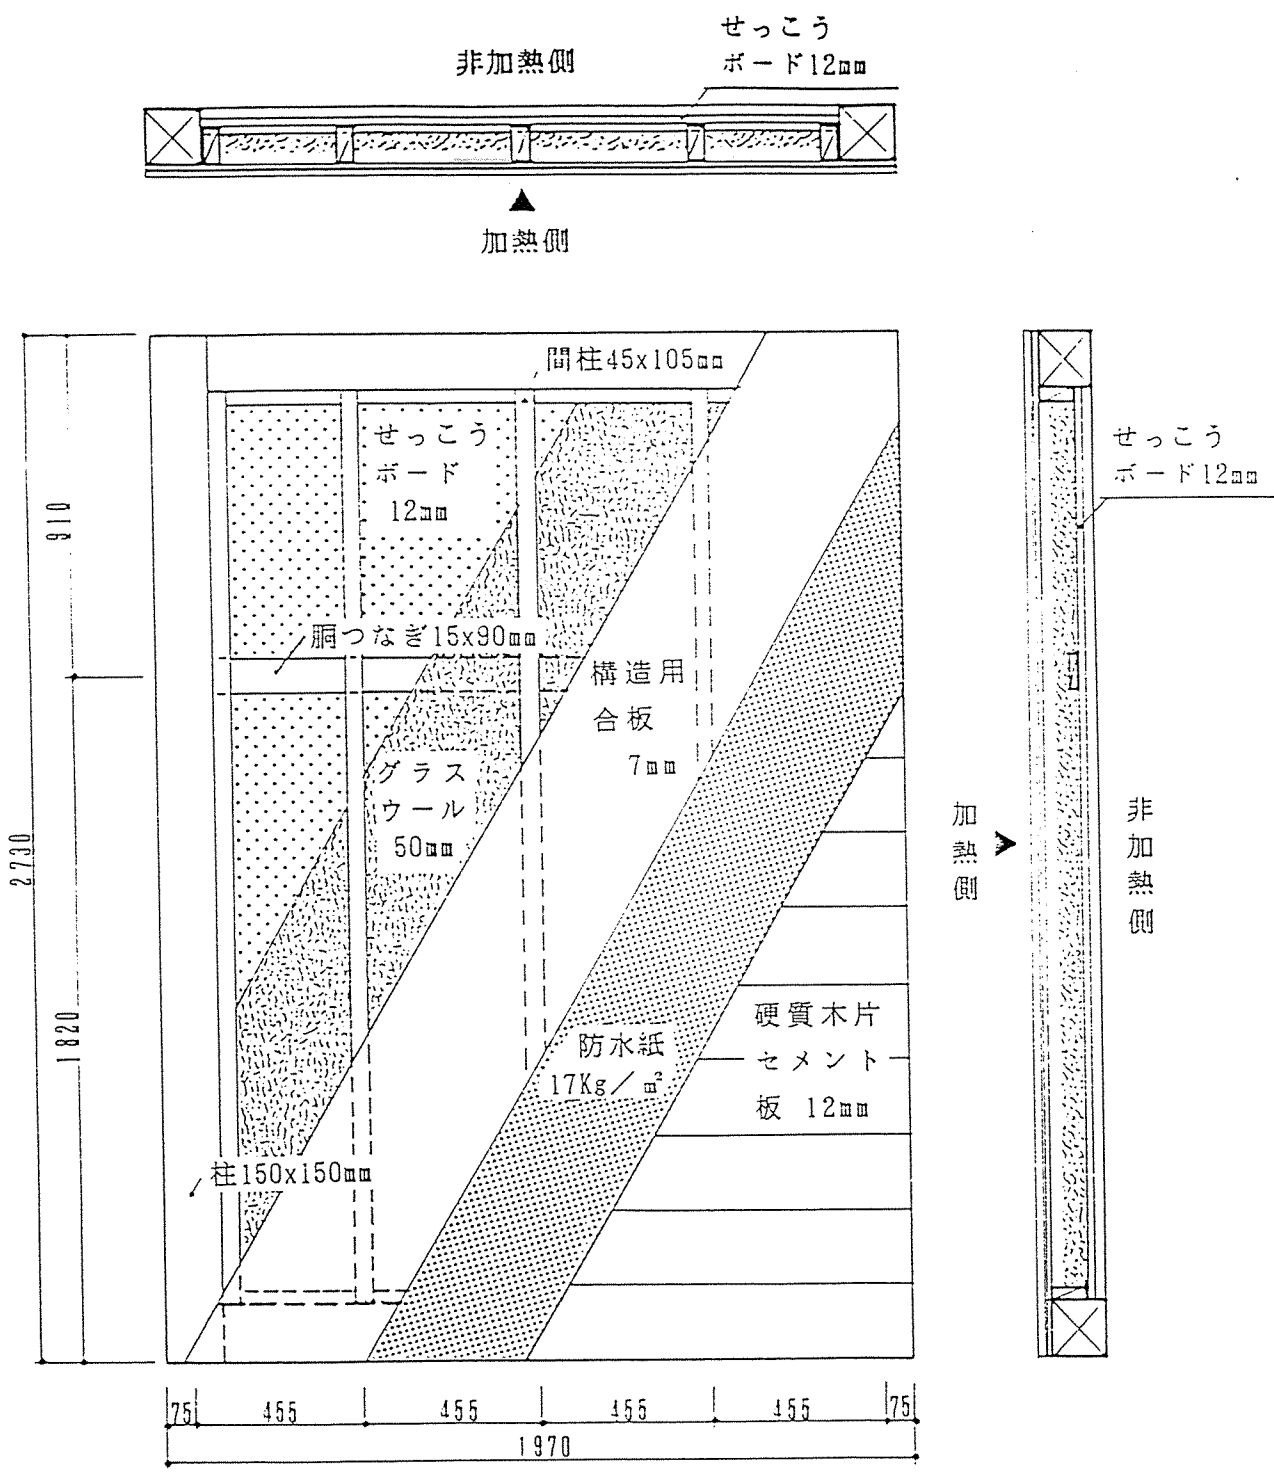 せっこう
ボード12mm
非加熱側
加熱側
間柱45x105mm
せっこう
ボード
12mm
せっこう
ボード12mm
910
胴つなぎ15x90mm
構造用
合板
7mm
グラス
ウール
50mm
2730
加熱側
非加熱側
1820
硬質木片
セメント
板 12mm
防水紙
17Kg/㎡
柱150x150mm
75
455
455
455
455
75
1970